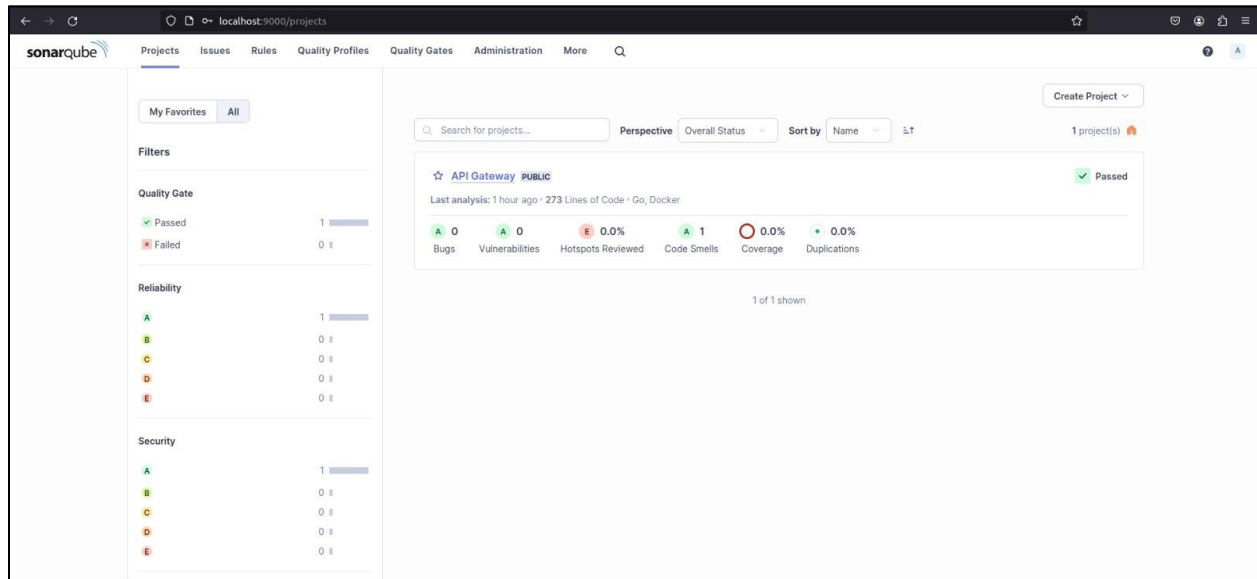 localhost:9000/projects
sonarqube Projects Issues Rules Quality Profiles Quality Gates Administration More A
My Favorites All
Filters
Quality Gate
Passed 1
Failed 0
Reliability
A 1
B 0
C 0
D 0
E 0
Security
A 1
B 0
C 0
D 0
E 0
Create Project
Search for projects... Perspective Overall Status Sort by Name 1 project(s)
API Gateway PUBLIC Passed
Last analysis: 1 hour ago • 273 Lines of Code • Go, Docker
A 0 A 0 E 0.0% A 1 0.0% 0.0%
Bugs Vulnerabilities Hotspots Reviewed Code Smells Coverage Duplications
1 of 1 shown